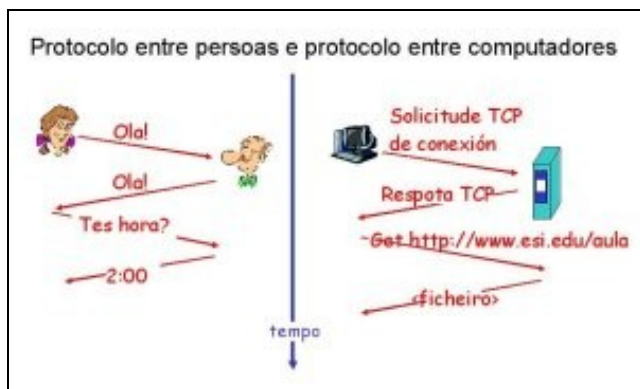 Protocolo entre persoas e protocolo entre computadores
Ola!
Ola!
Tes hora?
2:00
Solicitude TCP
de conexión
Respota TCP
Get http://www.esi.edu/aula
<ficheiro>
tempo